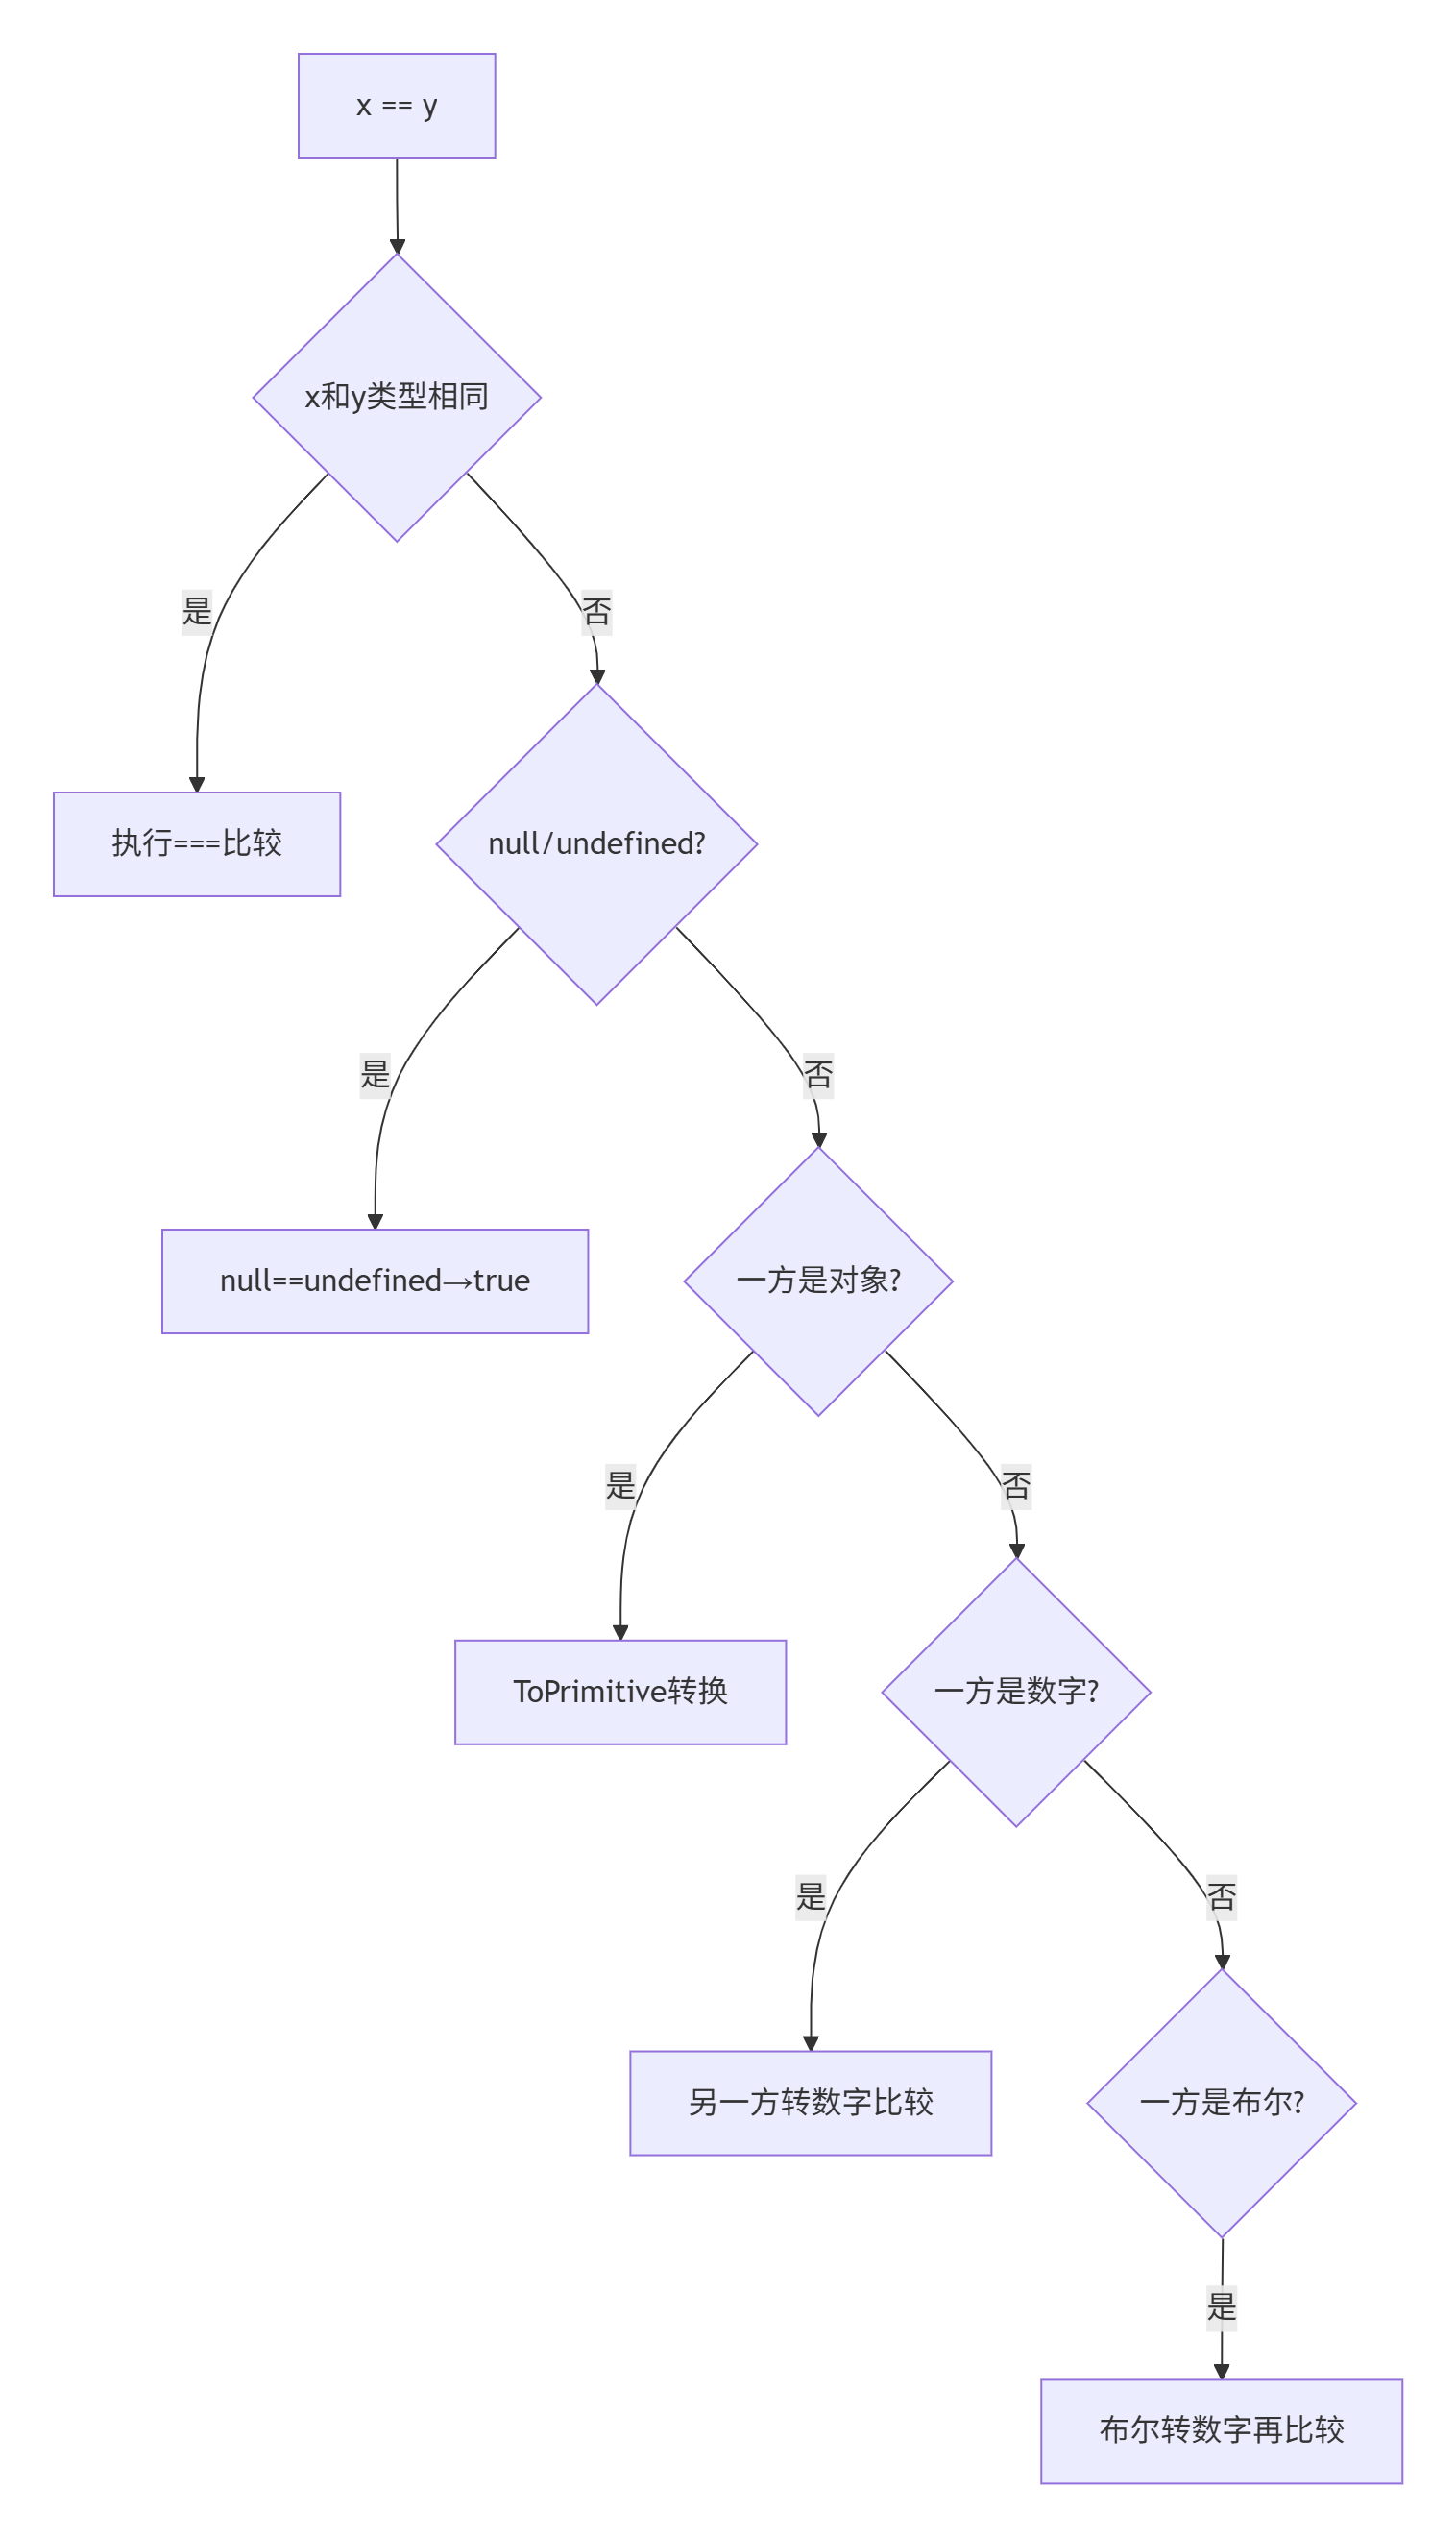 x == y
x和y类型相同
是
否
执行===比较
null/undefined?
是
否
null==undefined→true
一方是对象?
是
否
ToPrimitive转换
一方是数字?
是
否
另一方转数字比较
一方是布尔?
是
布尔转数字再比较